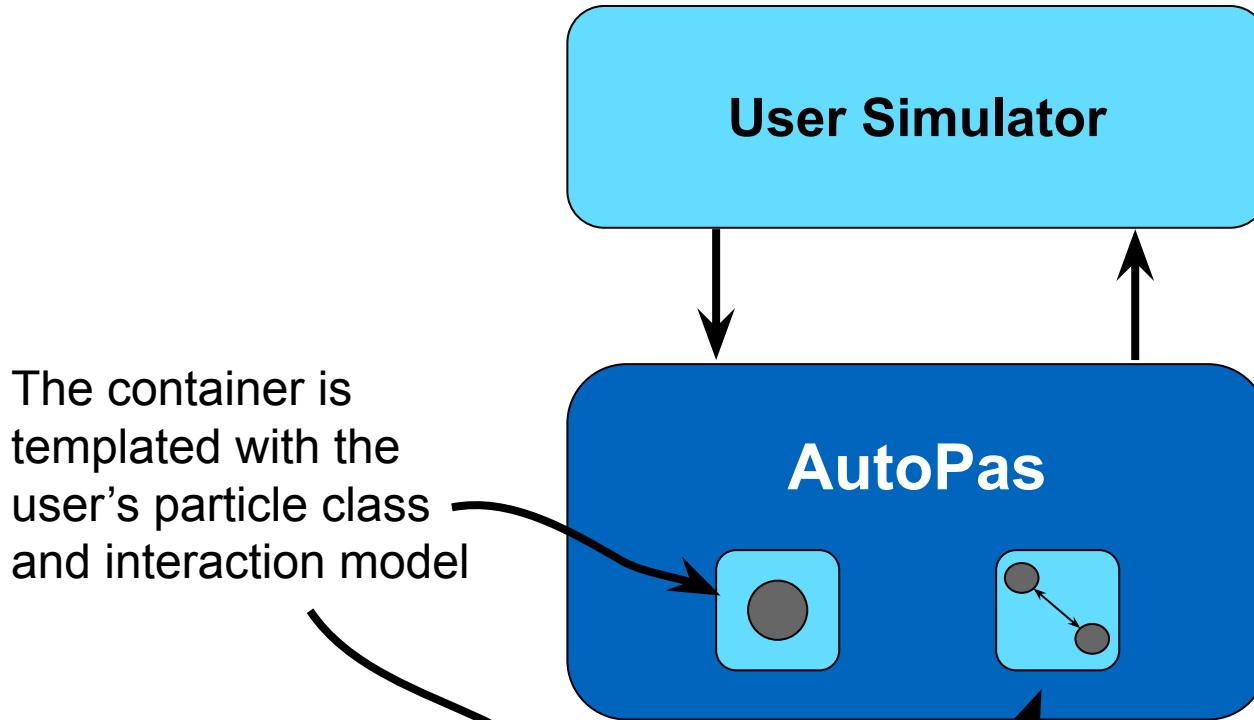 User Simulator
The container is
templated with the
user’s particle class
and interaction model
AutoPas